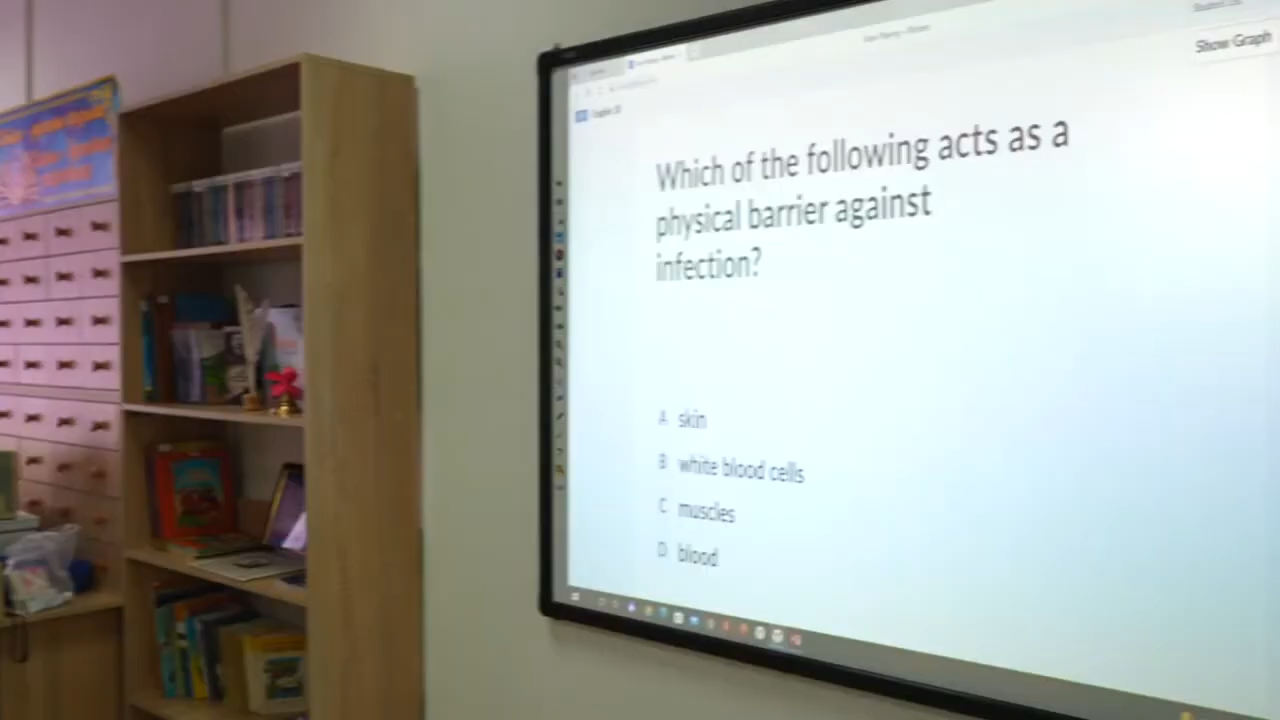 Show Graph
Which of the following acts as a
physical barrier against
infection?
A skin
B white blood cells
C muscles
D blood